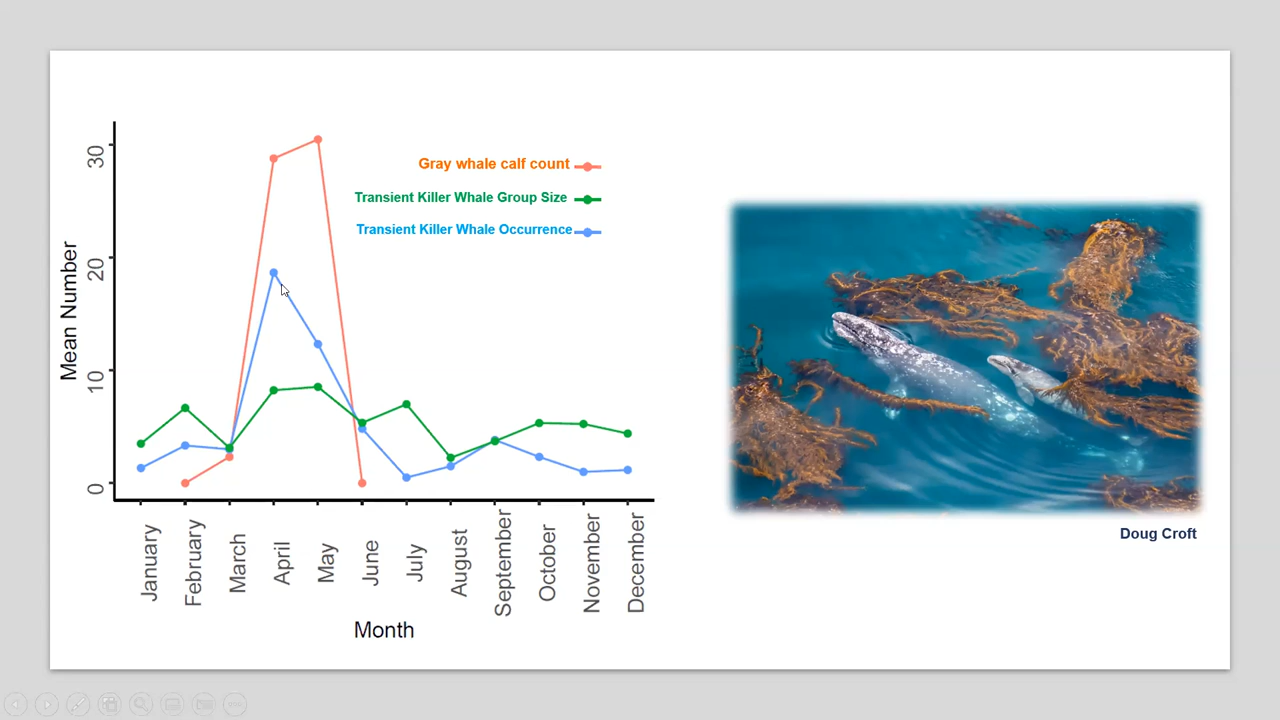 Gray whale calf count
Transient Killer Whale Group Size
Transient Killer Whale Occurrence
Mean Number
30
20
10
0
January
February
March
April
May
June
July
August
September
October
November
December
Month
Doug Croft